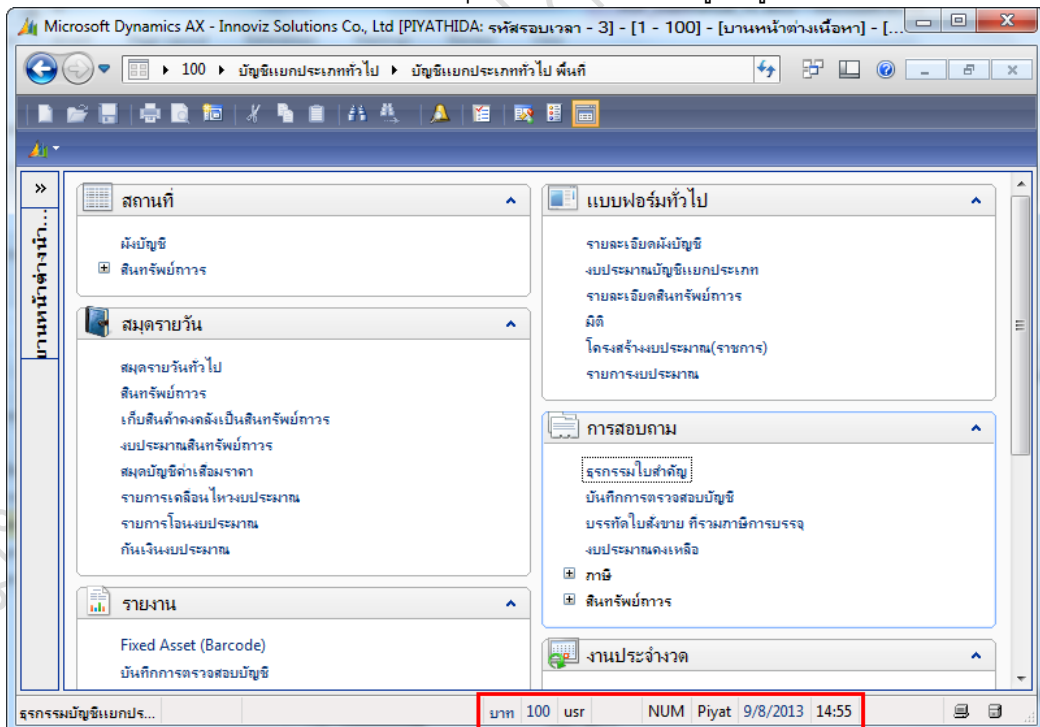 Microsoft Dynamics AX - Innoviz Solutions Co., Ltd [PIYATHIDA: รหัสรอบเวลา - 3] - [1 - 100] - [บานหน้าต่างเนื้อหา] - [...
100 ▸ บัญชีแยกประเภททั่วไป ▸ บัญชีแยกประเภททั่วไป พื้นที่
สถานที่
ผังบัญชี
สินทรัพย์ถาวร
สมุดรายวัน
สมุดรายวันทั่วไป
สินทรัพย์ถาวร
เก็บสินค้าคงคลังเป็นสินทรัพย์ถาวร
งบประมาณสินทรัพย์ถาวร
สมุดบัญชีค่าเสื่อมราคา
รายการเคลื่อนไหวงบประมาณ
รายการโอนงบประมาณ
กันเงินงบประมาณ
รายงาน
Fixed Asset (Barcode)
บันทึกการตรวจสอบบัญชี
แบบฟอร์มทั่วไป
รายละเอียดผังบัญชี
งบประมาณบัญชีแยกประเภท
รายละเอียดสินทรัพย์ถาวร
มิติ
โครงสร้างงบประมาณ(ราชการ)
รายการงบประมาณ
การสอบถาม
ธุรกรรมใบสำคัญ
บันทึกการตรวจสอบบัญชี
บรรทัดใบสั่งขาย ที่รวมภาษีการบรรจุ
งบประมาณคงเหลือ
ภาษี
สินทรัพย์ถาวร
งานประจำงวด
ธุรกรรมบัญชีแยกปร...
บาท 100 usr NUM Piyat 9/8/2013 14:55